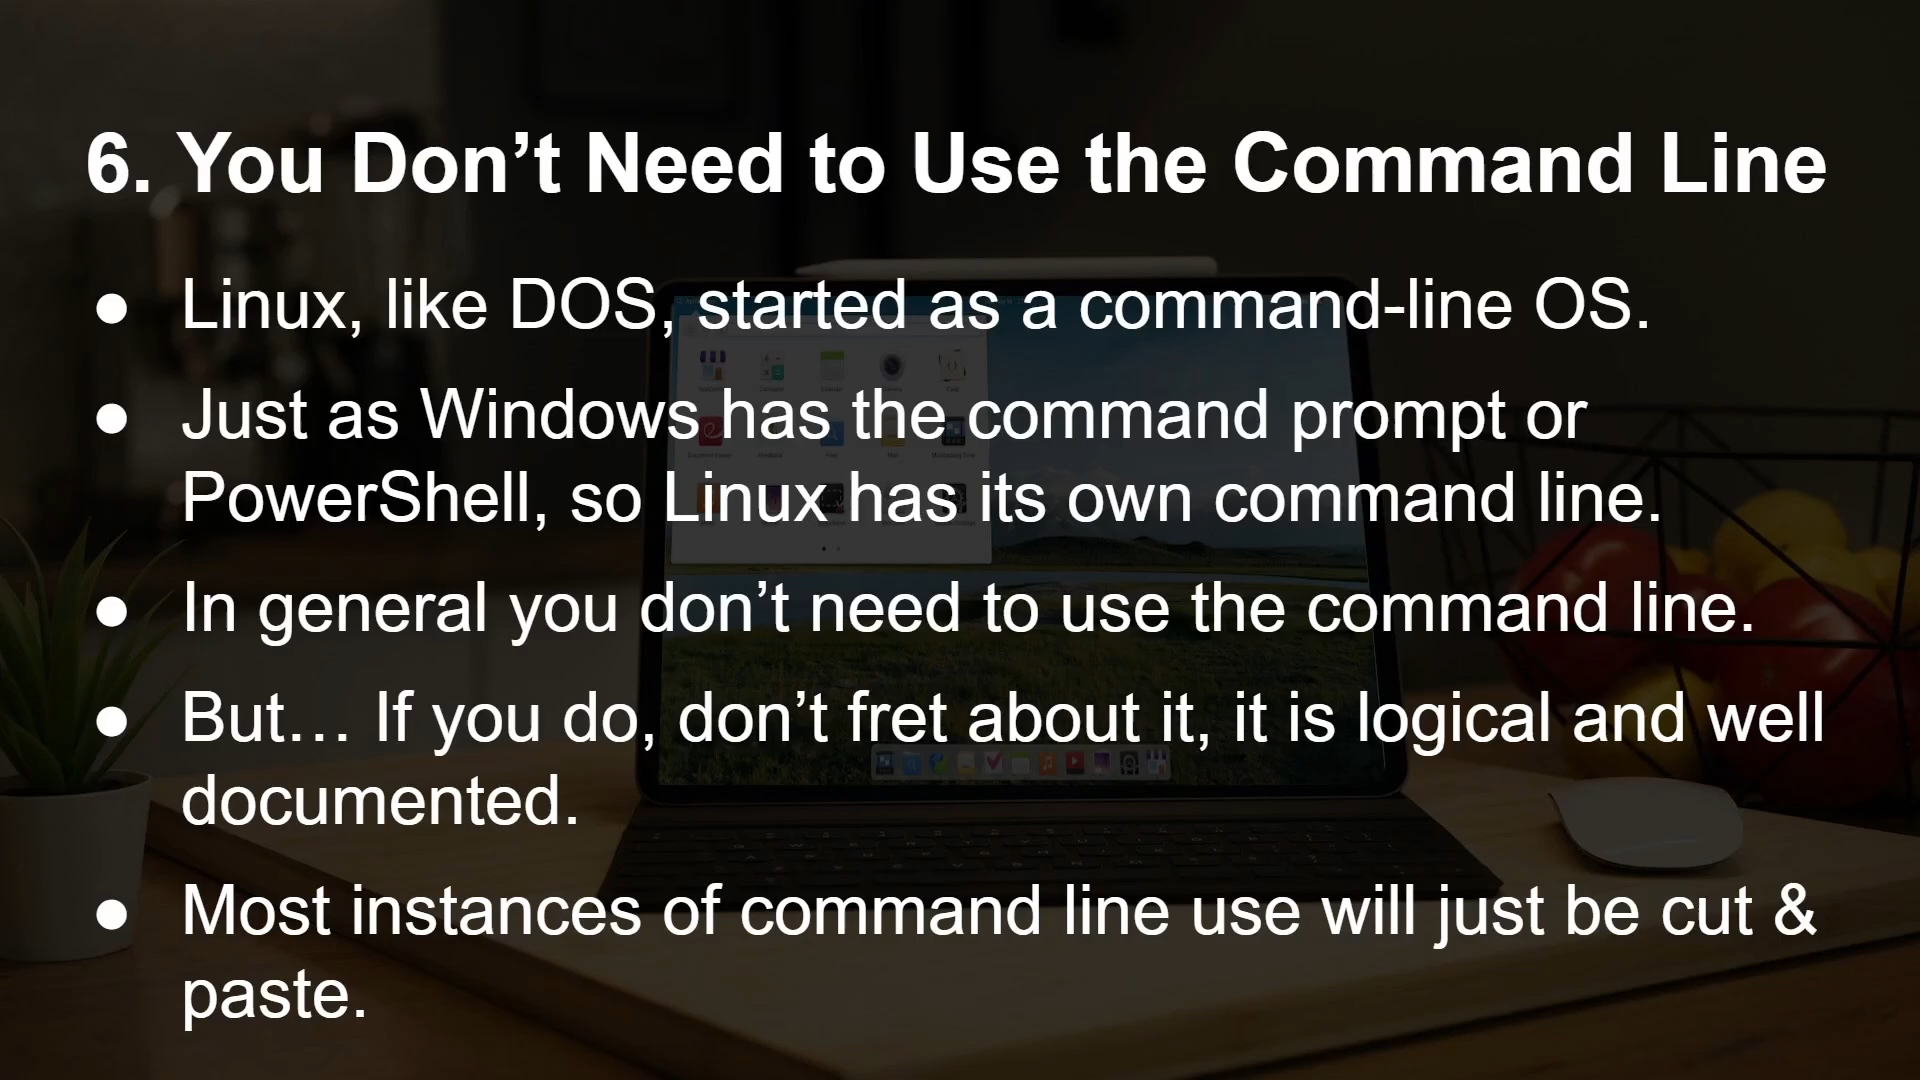 6. You Don’t Need to Use the Command Line
● Linux, like DOS, started as a command-line OS.
● Just as Windows has the command prompt or
PowerShell, so Linux has its own command line.
● In general you don’t need to use the command line.
● But… If you do, don’t fret about it, it is logical and well
documented.
● Most instances of command line use will just be cut &
paste.